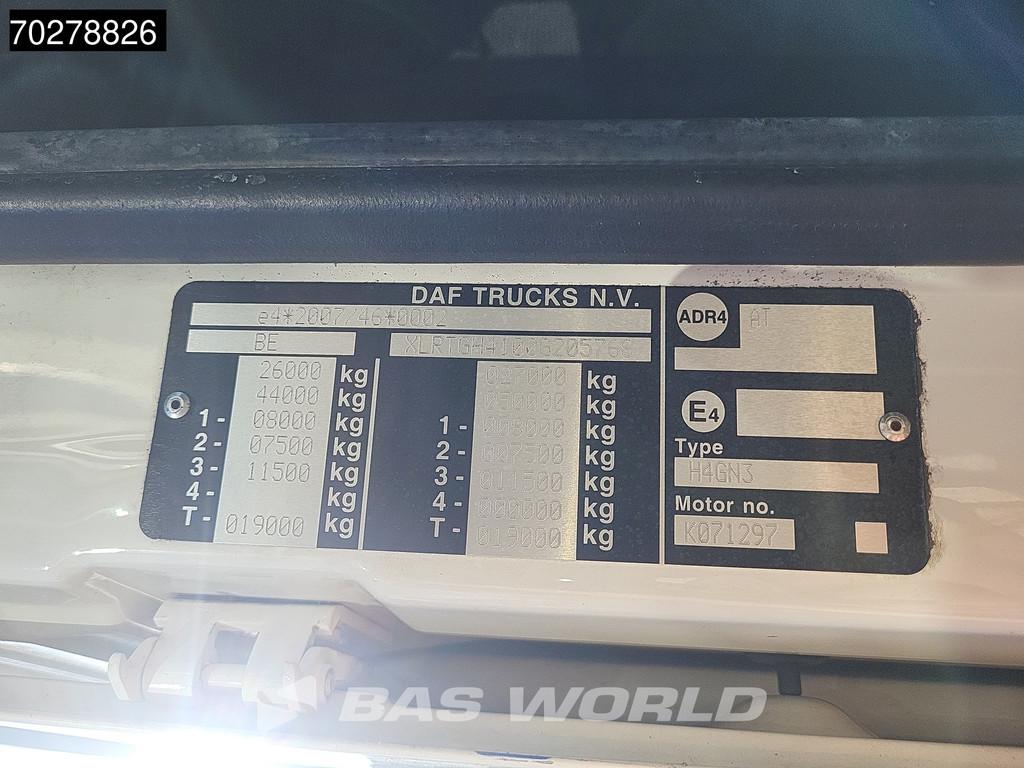 70278826
DAF TRUCKS N.V.
e4*2007/46*0002
BE
26000 kg
44000 kg
1- 08000 kg
2- 07500 kg
3- 11500 kg
4- kg
T- 019000 kg
027000 kg
kg
1- 008000 kg
2- 007500 kg
3- 011500 kg
4- 000000 kg
T- 019000 kg
ADR4 AT
E4
Type
H4GN3
Motor no.
K071297
BAS WORLD